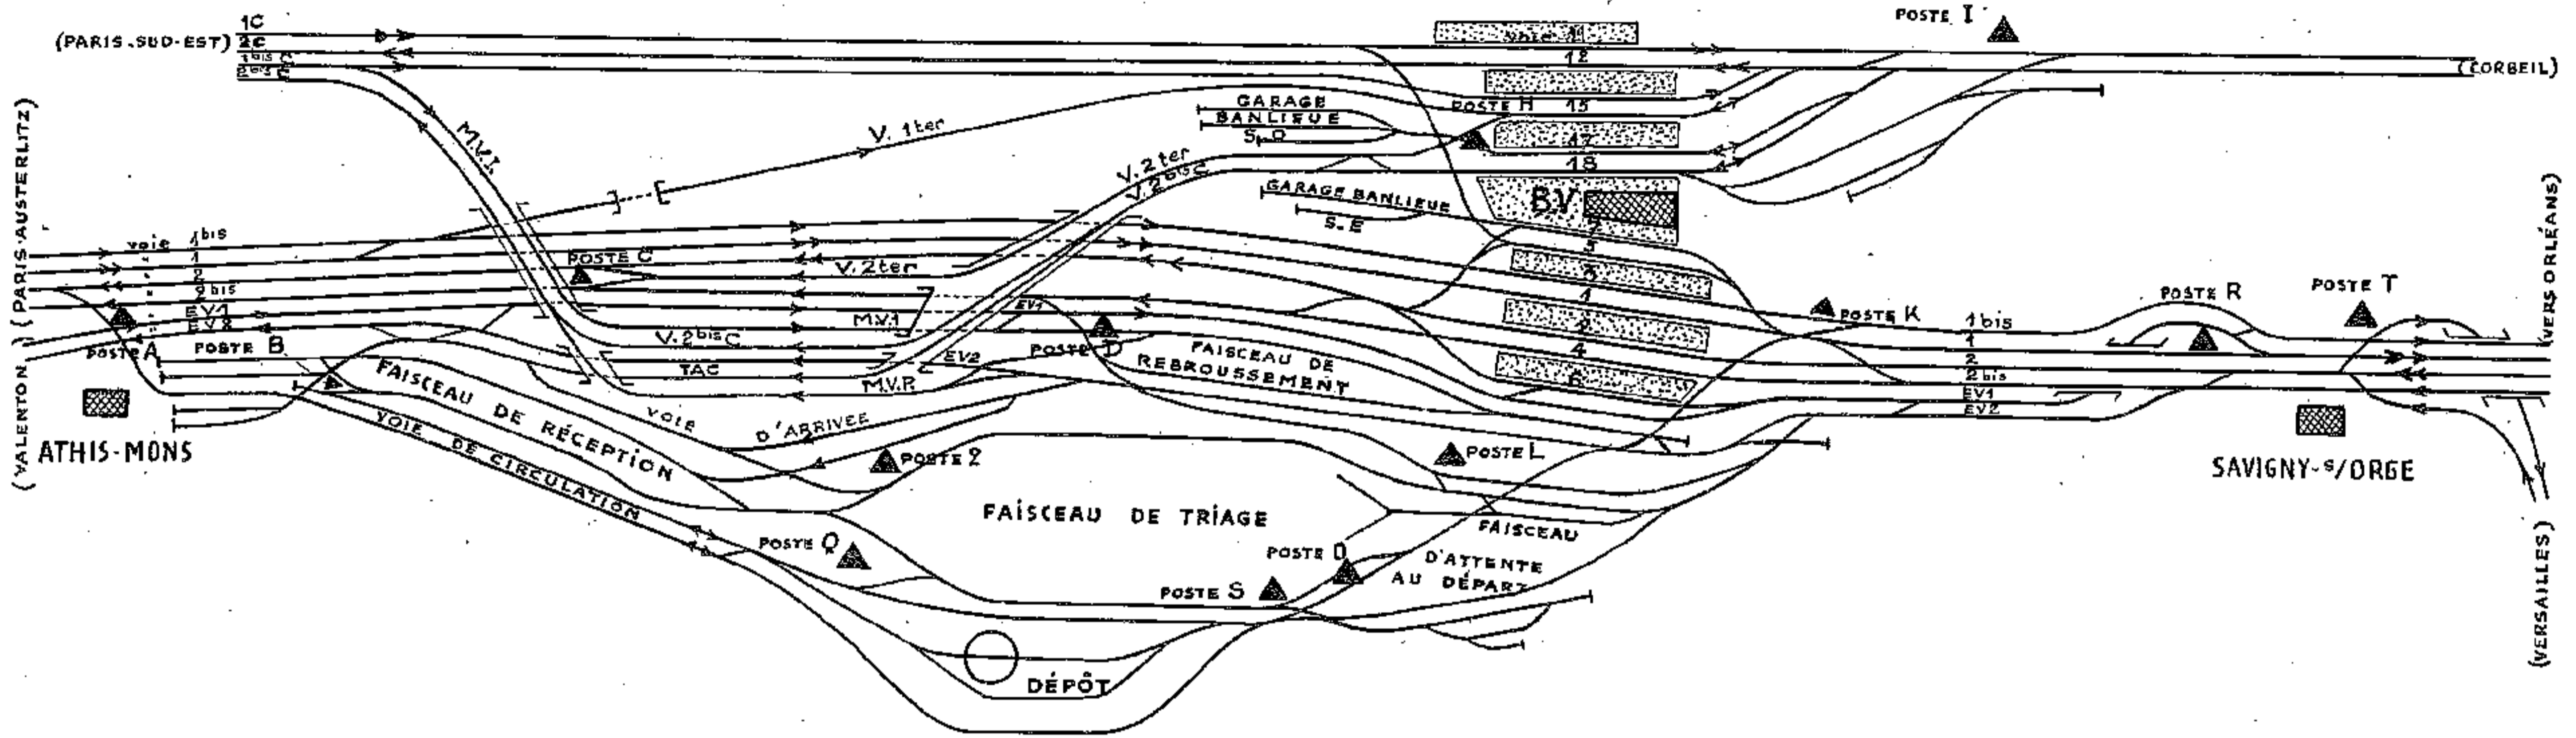 1C
(PARIS-SUD-EST) 2C
1bis C
2bis C
POSTE I
voie 11
12
(CORBEIL)
POSTE H 15
GARAGE
BANLIEUE
S.O
17
18
M.V.I.
V. 1ter
V. 2ter
V. 2bis C
GARAGE BANLIEUE
S.E
BV
7
5
3
1
2
4
6
(VALENTON) (PARIS-AUSTERLITZ)
voie 1bis
1
2
2bis
EV1
EV2
POSTE A
POSTE B
ATHIS-MONS
POSTE C
V. 2ter
M.V.1
V. 2bis C
TAC
M.V.P.
EV1
EV2
POSTE D
FAISCEAU DE
REBROUSSEMENT
POSTE K
1bis
1
2
2bis
EV1
EV2
POSTE R
POSTE T
SAVIGNY-s/ORGE
(VERS ORLÉANS)
(VERSAILLES)
FAISCEAU DE RÉCEPTION
VOIE D'ARRIVÉE
VOIE DE CIRCULATION
POSTE 2
POSTE L
FAISCEAU DE TRIAGE
FAISCEAU
D'ATTENTE
AU DÉPART
POSTE Q
POSTE O
POSTE S
DÉPÔT